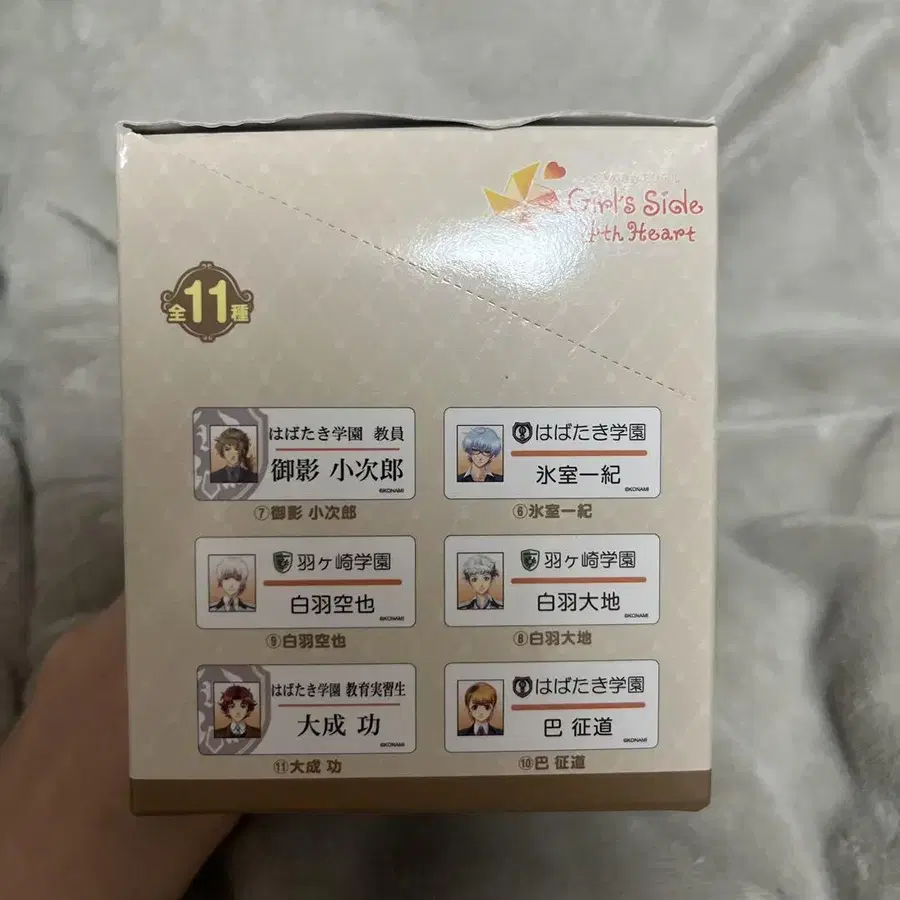 Girl's Side
4th Heart
全11種
はばたき学園 教員
御影 小次郎
©KONAMI
⑦御影 小次郎
はばたき学園
氷室一紀
©KONAMI
⑥氷室一紀
羽ヶ崎学園
白羽空也
©KONAMI
⑨白羽空也
羽ヶ崎学園
白羽大地
©KONAMI
⑧白羽大地
はばたき学園 教育実習生
大成 功
©KONAMI
⑪大成 功
はばたき学園
巴 征道
©KONAMI
⑩巴 征道